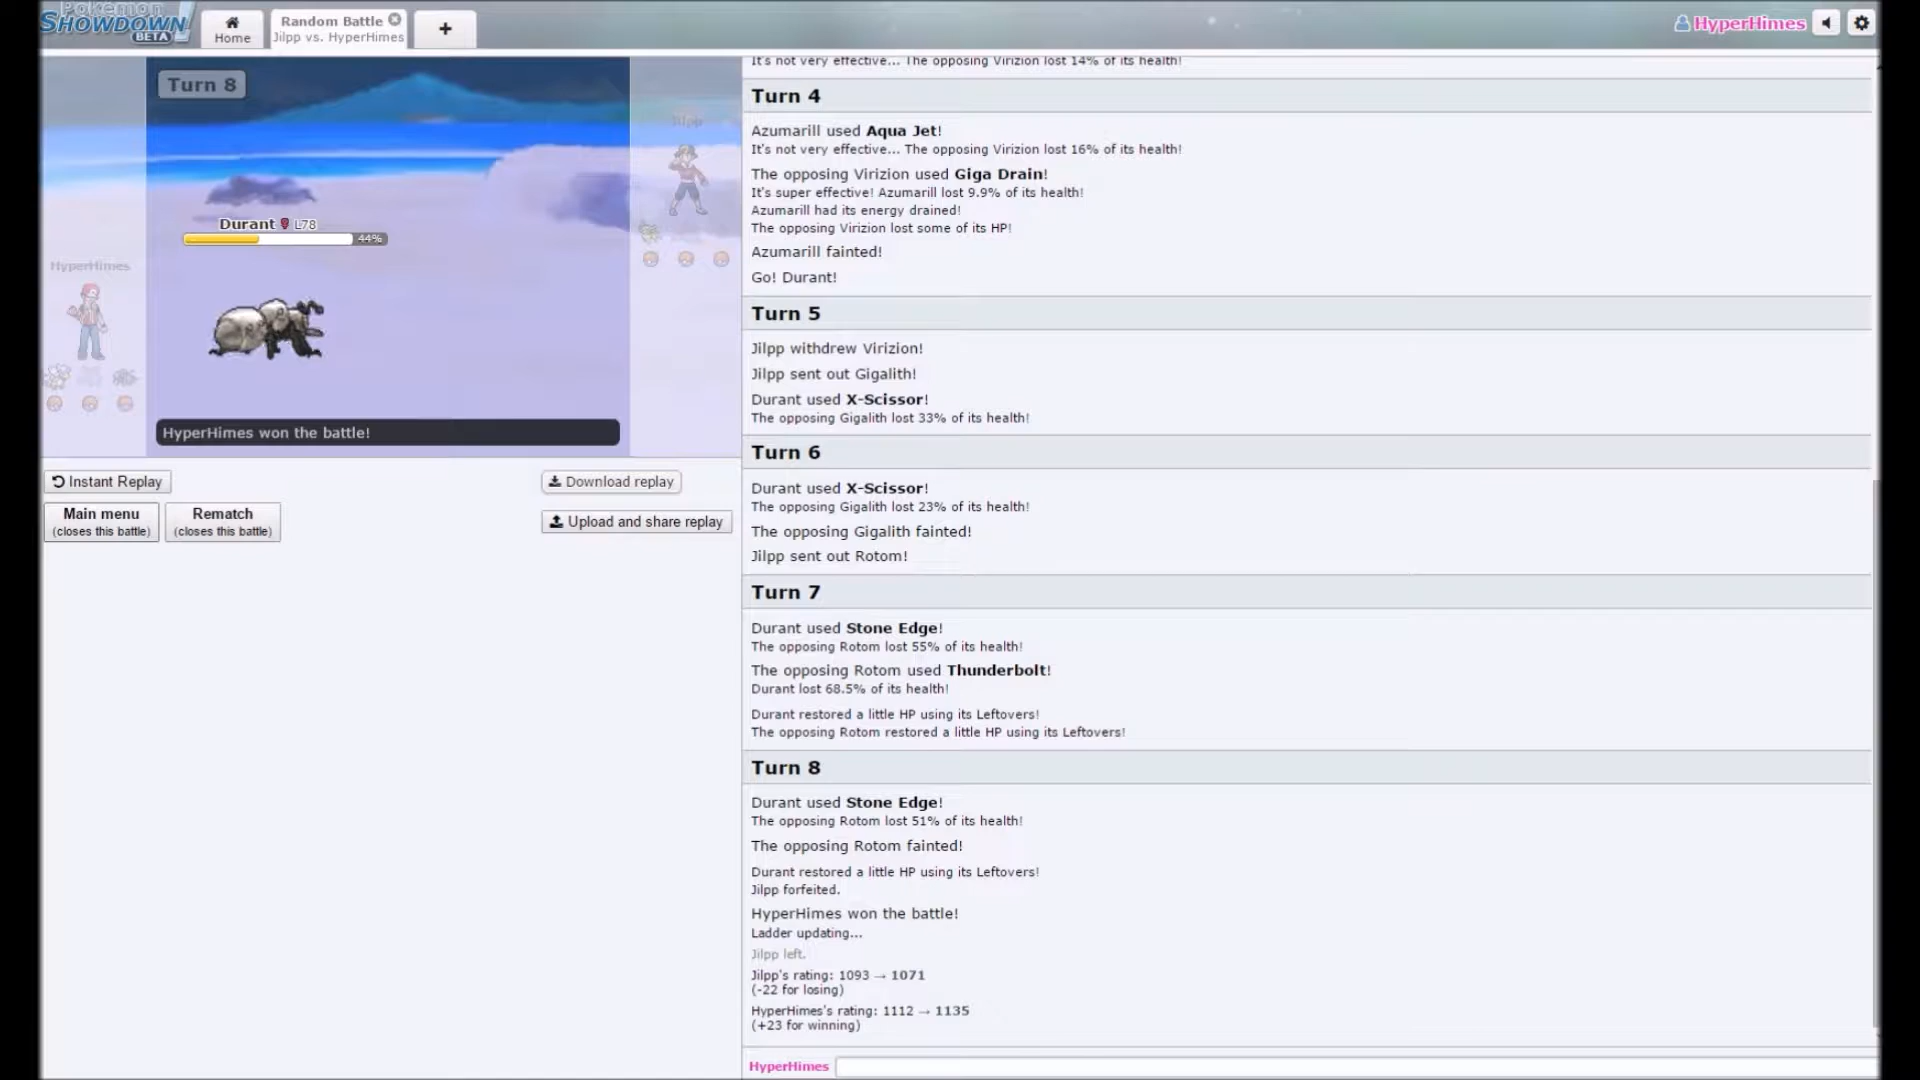 Pokémon
SHOWDOWN
BETA
Home
Random Battle
Jilpp vs. HyperHimes
+
HyperHimes
Turn 8
Jilpp
Durant L78
44%
HyperHimes
HyperHimes won the battle!
Instant Replay
Download replay
Main menu
(closes this battle)
Rematch
(closes this battle)
Upload and share replay
It's not very effective... The opposing Virizion lost 14% of its health!
Turn 4
Azumarill used Aqua Jet!
It's not very effective... The opposing Virizion lost 16% of its health!
The opposing Virizion used Giga Drain!
It's super effective! Azumarill lost 9.9% of its health!
Azumarill had its energy drained!
The opposing Virizion lost some of its HP!
Azumarill fainted!
Go! Durant!
Turn 5
Jilpp withdrew Virizion!
Jilpp sent out Gigalith!
Durant used X-Scissor!
The opposing Gigalith lost 33% of its health!
Turn 6
Durant used X-Scissor!
The opposing Gigalith lost 23% of its health!
The opposing Gigalith fainted!
Jilpp sent out Rotom!
Turn 7
Durant used Stone Edge!
The opposing Rotom lost 55% of its health!
The opposing Rotom used Thunderbolt!
Durant lost 68.5% of its health!
Durant restored a little HP using its Leftovers!
The opposing Rotom restored a little HP using its Leftovers!
Turn 8
Durant used Stone Edge!
The opposing Rotom lost 51% of its health!
The opposing Rotom fainted!
Durant restored a little HP using its Leftovers!
Jilpp forfeited.
HyperHimes won the battle!
Ladder updating...
Jilpp left.
Jilpp's rating: 1093 → 1071
(-22 for losing)
HyperHimes's rating: 1112 → 1135
(+23 for winning)
HyperHimes